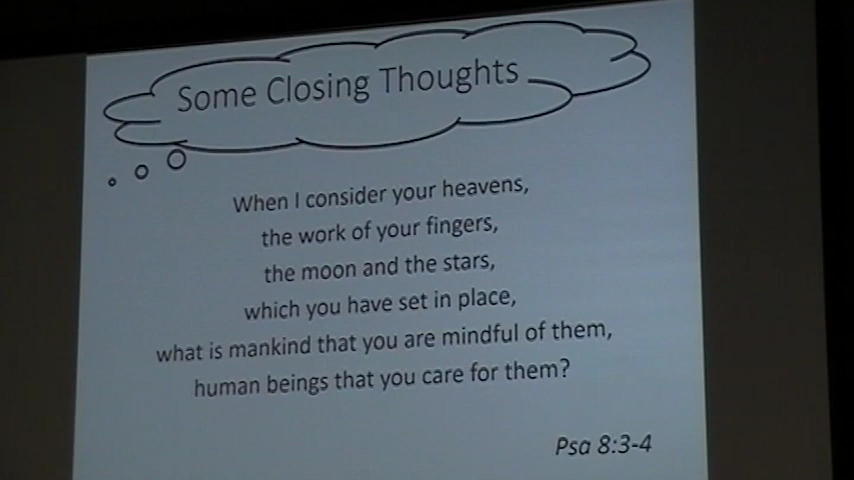 Some Closing Thoughts
When I consider your heavens,
the work of your fingers,
the moon and the stars,
which you have set in place,
what is mankind that you are mindful of them,
human beings that you care for them?
Psa 8:3-4